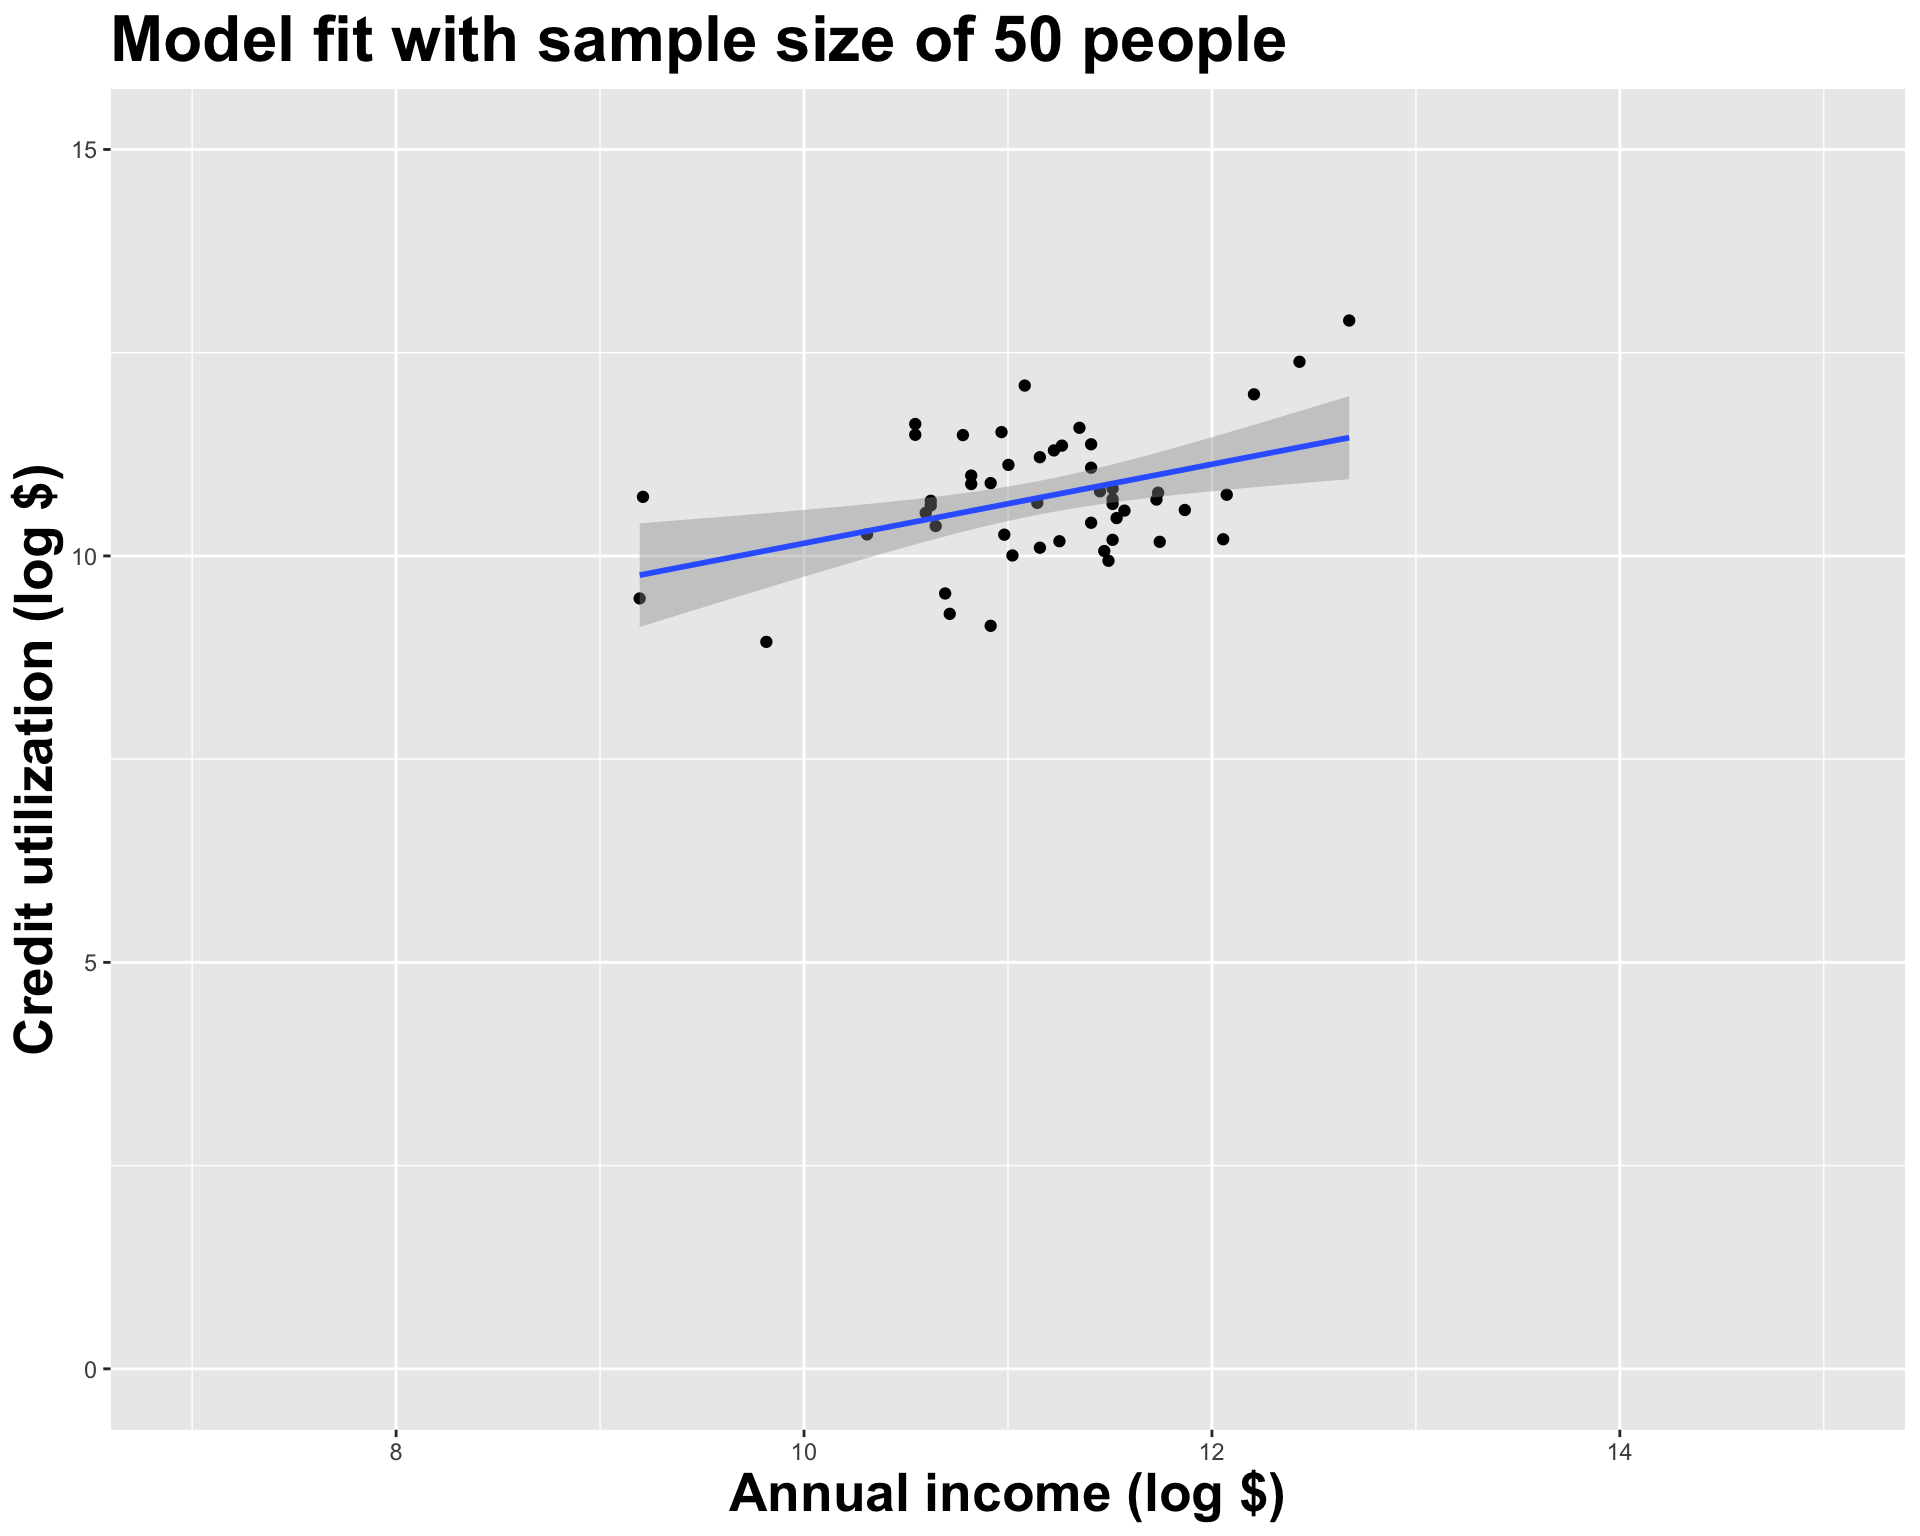 Model fit with sample size of 50 people
15
10
5
0
Credit utilization (log $)
8 10 12 14
Annual income (log $)